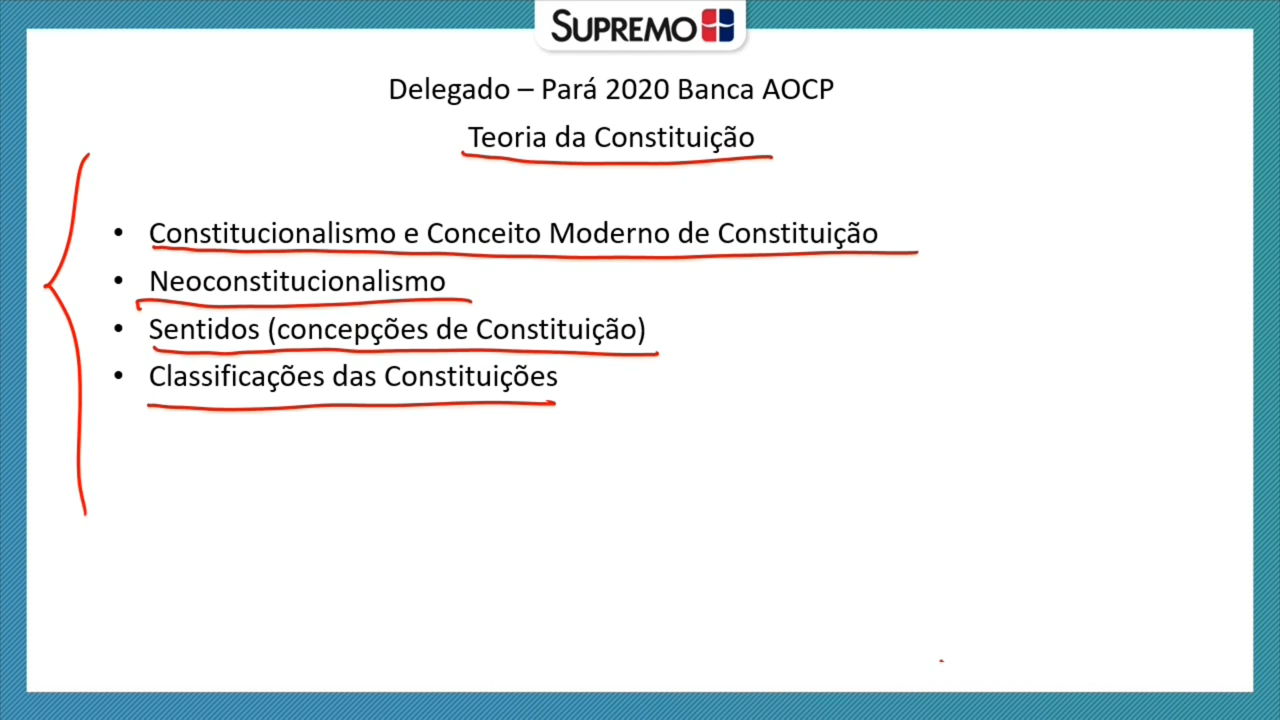 SUPREMO
Delegado – Pará 2020 Banca AOCP
Teoria da Constituição
• Constitucionalismo e Conceito Moderno de Constituição
• Neoconstitucionalismo
• Sentidos (concepções de Constituição)
• Classificações das Constituições